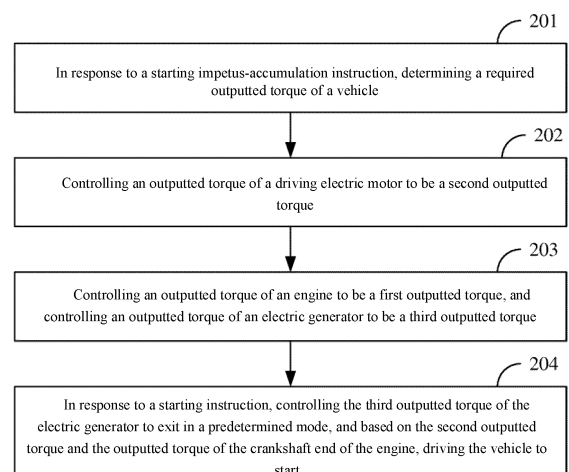 201
In response to a starting impetus-accumulation instruction, determining a required
outputted torque of a vehicle
202
Controlling an outputted torque of a driving electric motor to be a second outputted
torque
203
Controlling an outputted torque of an engine to be a first outputted torque, and
controlling an outputted torque of an electric generator to be a third outputted torque
204
In response to a starting instruction, controlling the third outputted torque of the
electric generator to exit in a predetermined mode, and based on the second outputted
torque and the outputted torque of the crankshaft end of the engine, driving the vehicle to
start